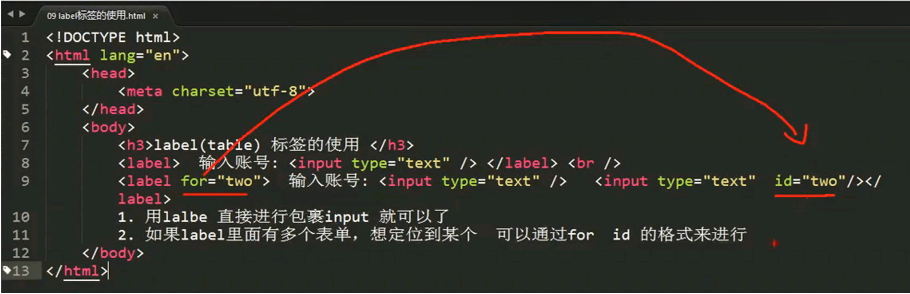 09 label标签的使用.html ×
1 <!DOCTYPE html>
2 <html lang="en">
3 <head>
4 <meta charset="utf-8">
5 </head>
6 <body>
7 <h3>label(table) 标签的使用 </h3>
8 <label> 输入账号: <input type="text" /> </label> <br />
9 <label for="two"> 输入账号: <input type="text" /> <input type="text" id="two"/></
label>
10 1. 用lalbe 直接进行包裹input 就可以了
11 2. 如果label里面有多个表单，想定位到某个 可以通过for id 的格式来进行
12 </body>
13 </html>